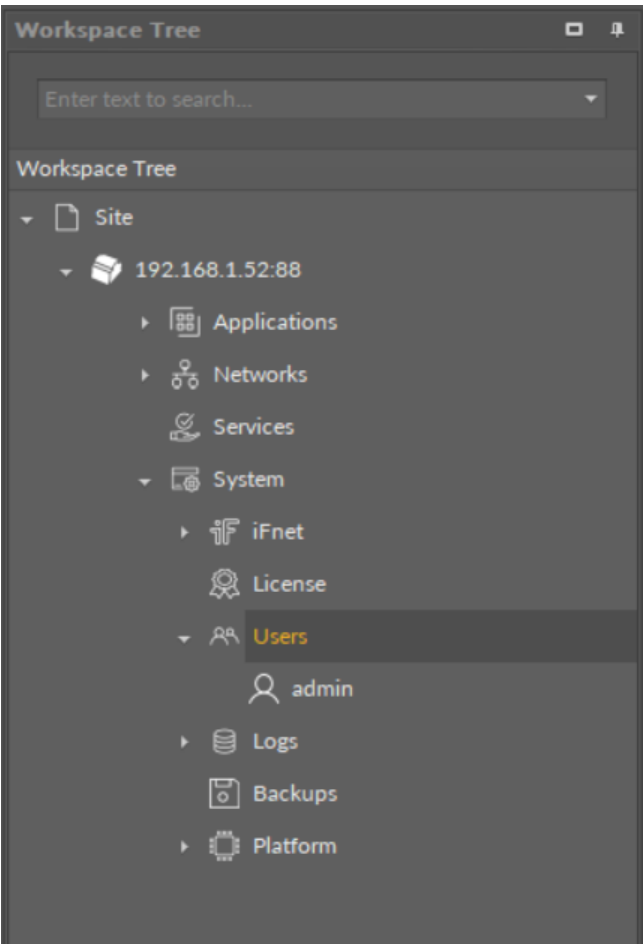 Workspace Tree
Enter text to search...
Workspace Tree
Site
192.168.1.52:88
Applications
Networks
Services
System
iFnet
License
Users
admin
Logs
Backups
Platform